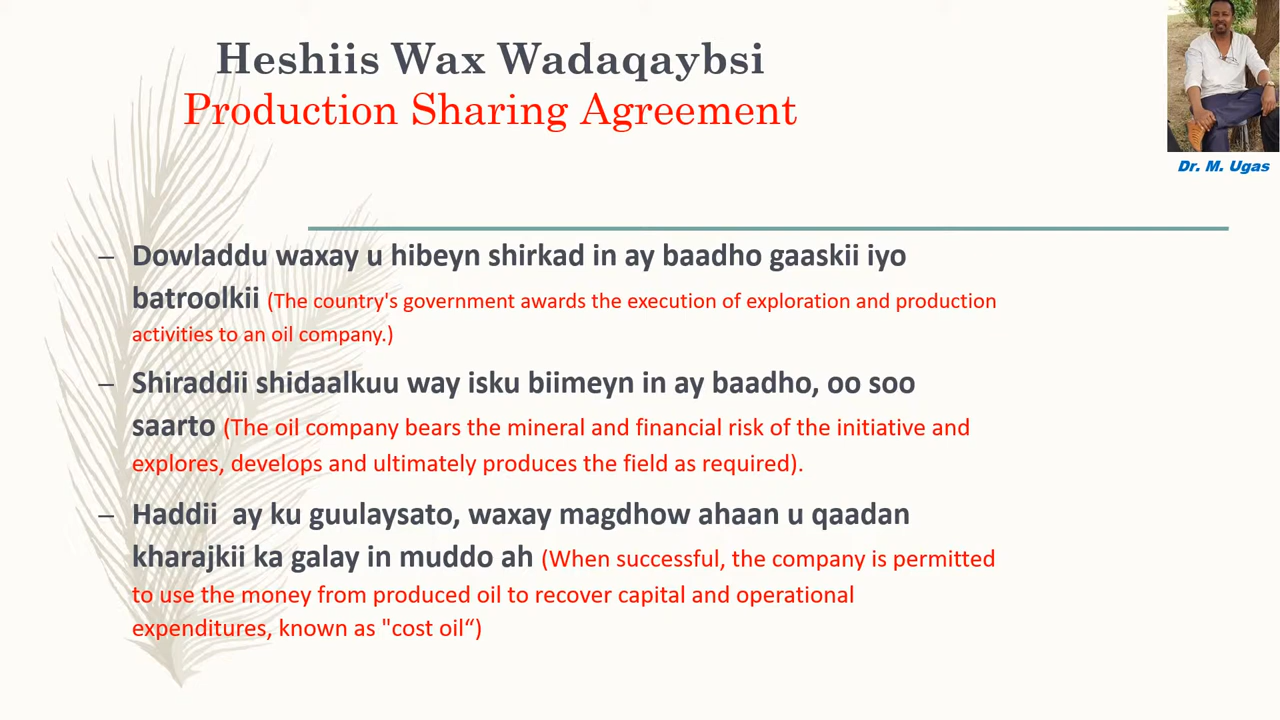 Heshiis Wax Wadaqaybsi
Production Sharing Agreement
Dr. M. Ugas
– Dowladdu waxay u hibeyn shirkad in ay baadho gaaskii iyo
batroolkii (The country's government awards the execution of exploration and production
activities to an oil company.)
– Shiraddii shidaalkuu way isku biimeyn in ay baadho, oo soo
saarto (The oil company bears the mineral and financial risk of the initiative and
explores, develops and ultimately produces the field as required).
– Haddii ay ku guulaysato, waxay magdhow ahaan u qaadan
kharajkii ka galay in muddo ah (When successful, the company is permitted
to use the money from produced oil to recover capital and operational
expenditures, known as "cost oil“)